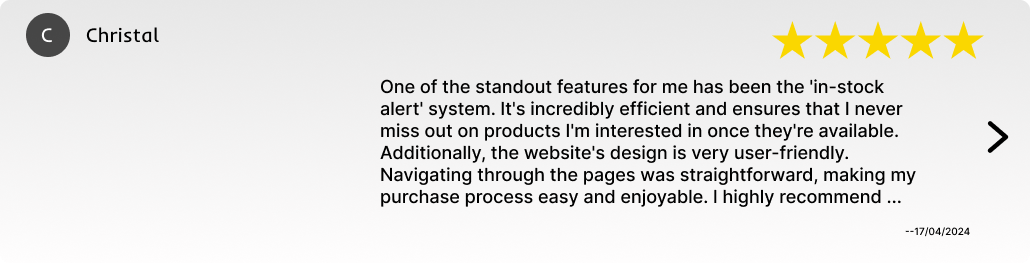 C
Christal
One of the standout features for me has been the 'in-stock
alert' system. It's incredibly efficient and ensures that I never
miss out on products I'm interested in once they're available.
Additionally, the website's design is very user-friendly.
Navigating through the pages was straightforward, making my
purchase process easy and enjoyable. I highly recommend ...
--17/04/2024